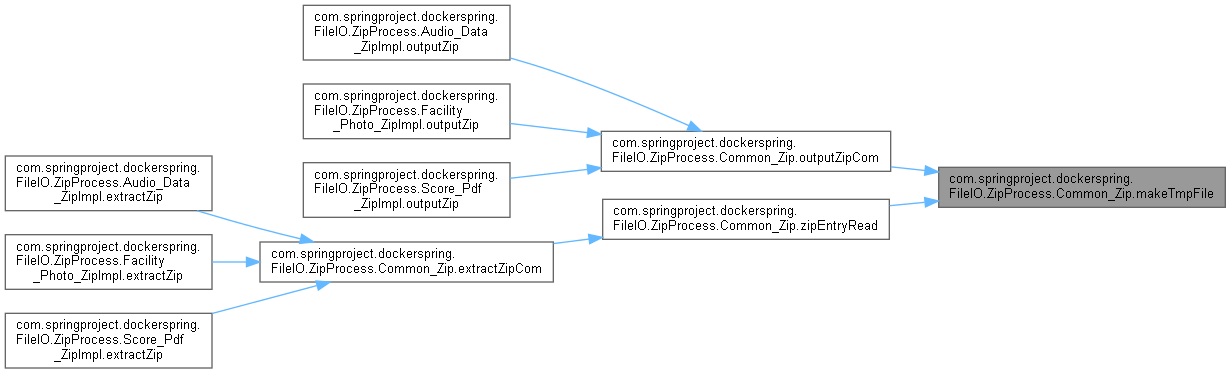 com.springproject.dockerspring.
FileIO.ZipProcess.Audio_Data
_ZipImpl.outputZip
com.springproject.dockerspring.
FileIO.ZipProcess.Facility
_Photo_ZipImpl.outputZip
com.springproject.dockerspring.
FileIO.ZipProcess.Score_Pdf
_ZipImpl.outputZip
com.springproject.dockerspring.
FileIO.ZipProcess.Common_Zip.outputZipCom
com.springproject.dockerspring.
FileIO.ZipProcess.Common_Zip.makeTmpFile
com.springproject.dockerspring.
FileIO.ZipProcess.Common_Zip.zipEntryRead
com.springproject.dockerspring.
FileIO.ZipProcess.Common_Zip.extractZipCom
com.springproject.dockerspring.
FileIO.ZipProcess.Audio_Data
_ZipImpl.extractZip
com.springproject.dockerspring.
FileIO.ZipProcess.Facility
_Photo_ZipImpl.extractZip
com.springproject.dockerspring.
FileIO.ZipProcess.Score_Pdf
_ZipImpl.extractZip